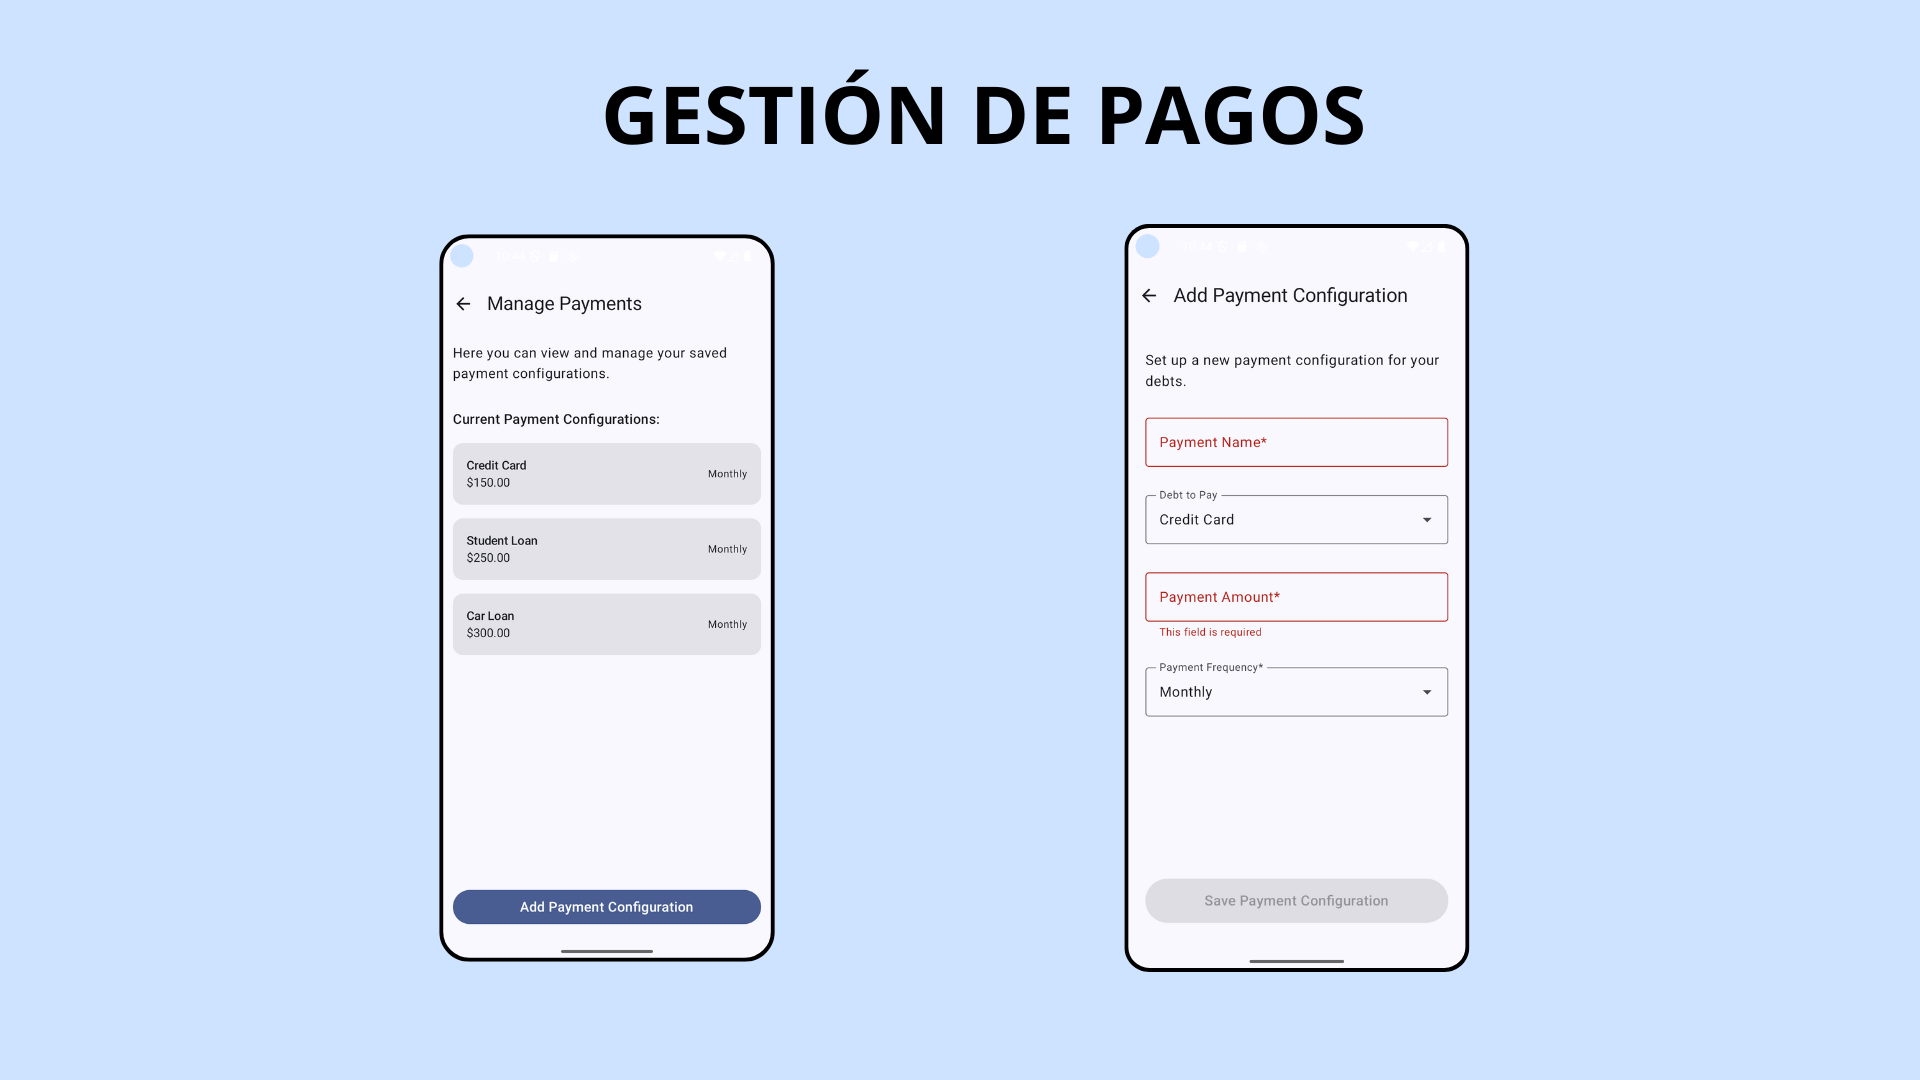 GESTIÓN DE PAGOS
Manage Payments
Here you can view and manage your saved
payment configurations.
Current Payment Configurations:
Credit Card
$150.00
Monthly
Student Loan
$250.00
Monthly
Car Loan
$300.00
Monthly
Add Payment Configuration
Add Payment Configuration
Set up a new payment configuration for your
debts.
Payment Name*
Debt to Pay
Credit Card
Payment Amount*
This field is required
Payment Frequency*
Monthly
Save Payment Configuration